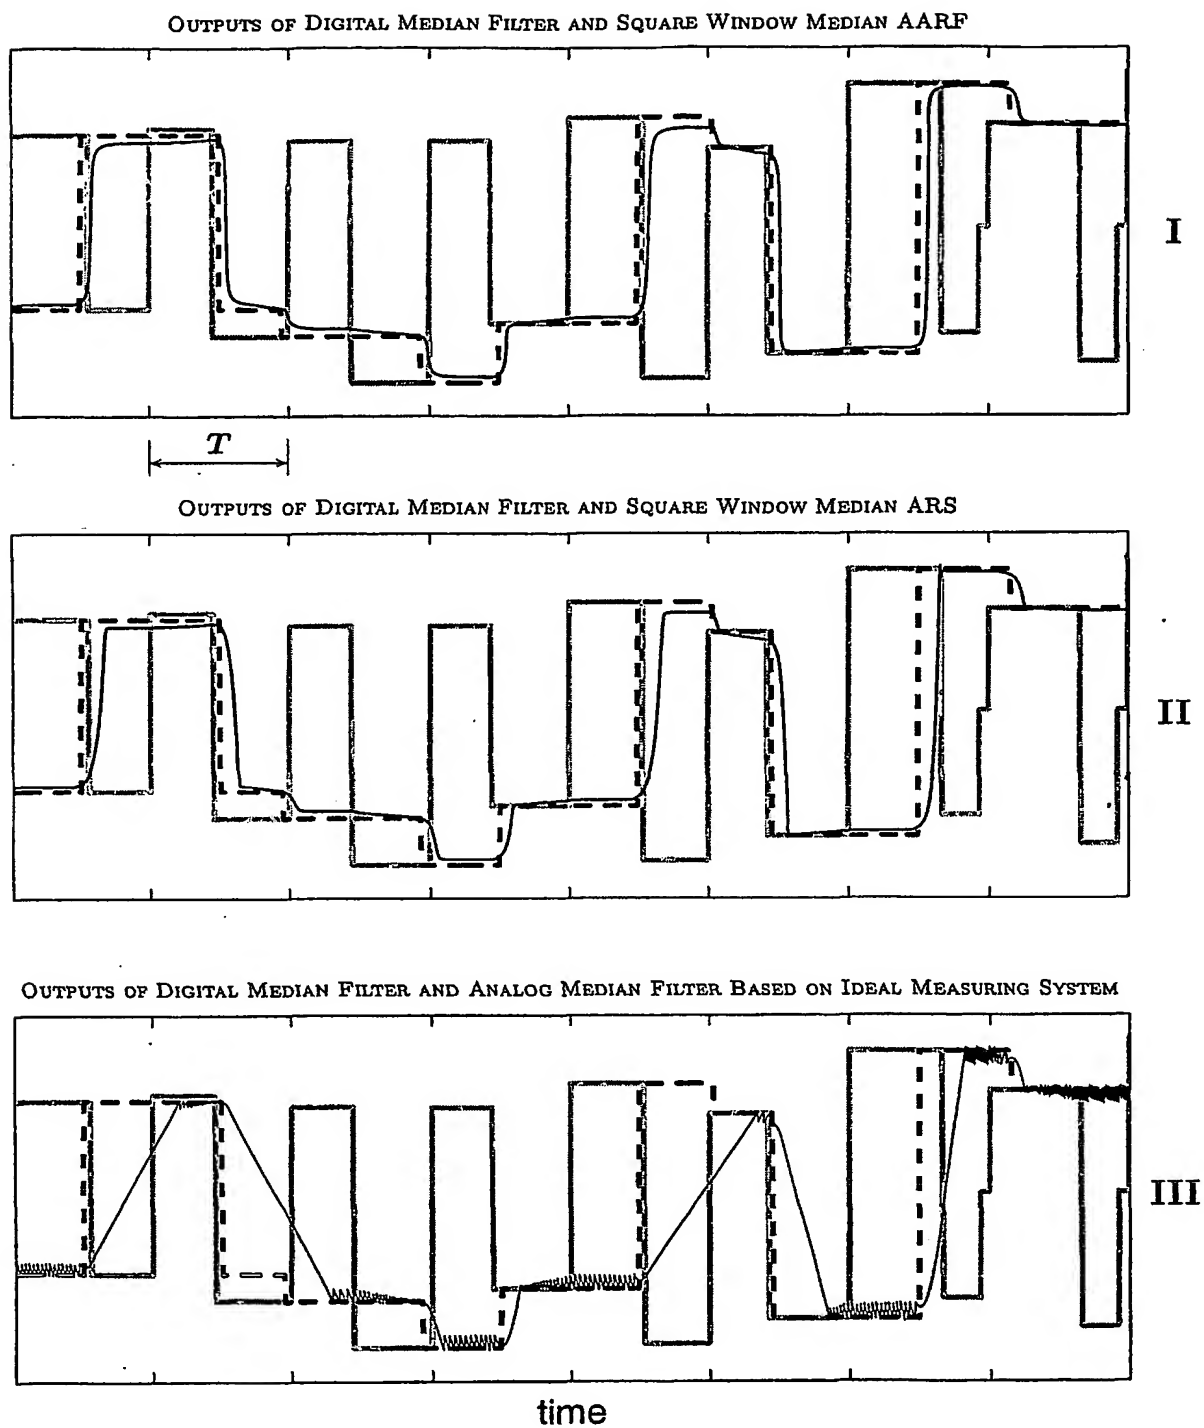 OUTPUTS OF DIGITAL MEDIAN FILTER AND SQUARE WINDOW MEDIAN AARF
I
T
OUTPUTS OF DIGITAL MEDIAN FILTER AND SQUARE WINDOW MEDIAN ARS
II
OUTPUTS OF DIGITAL MEDIAN FILTER AND ANALOG MEDIAN FILTER BASED ON IDEAL MEASURING SYSTEM
III
time